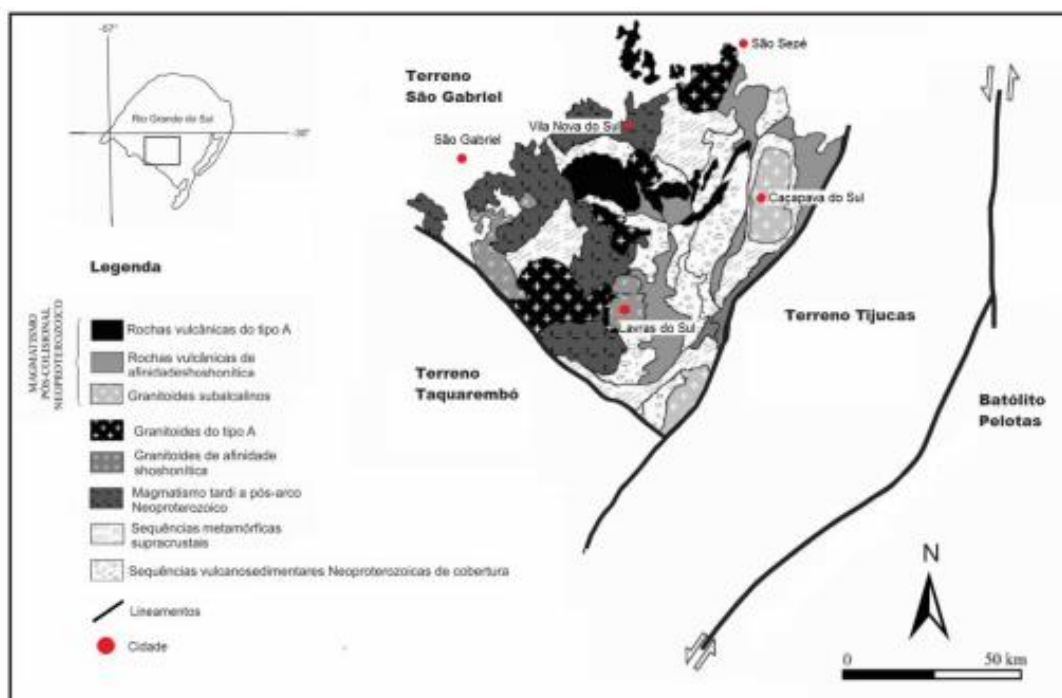 -57°
Rio Grande do Sul
-30°
Terreno
São Gabriel
São Sepé
Vila Nova do Sul
São Gabriel
Caçapava do Sul
Lavras do Sul
Terreno Tijucas
Terreno
Taquarembó
Batólito
Pelotas
Legenda
MAGMATISMO
PÓS-COLISIONAL
NEOPROTEROZOICO
Rochas vulcânicas do tipo A
Rochas vulcânicas de
afinidadeshoshonítica
Granitoides subalcalinos
Granitoides do tipo A
Granitoides de afinidade
shoshonítica
Magmatismo tardi a pós-arco
Neoproterozoico
Sequências metamórficas
supracrustais
Sequências vulcanosedimentares Neoproterozoicas de cobertura
Lineamentos
Cidade
N
0 50 km